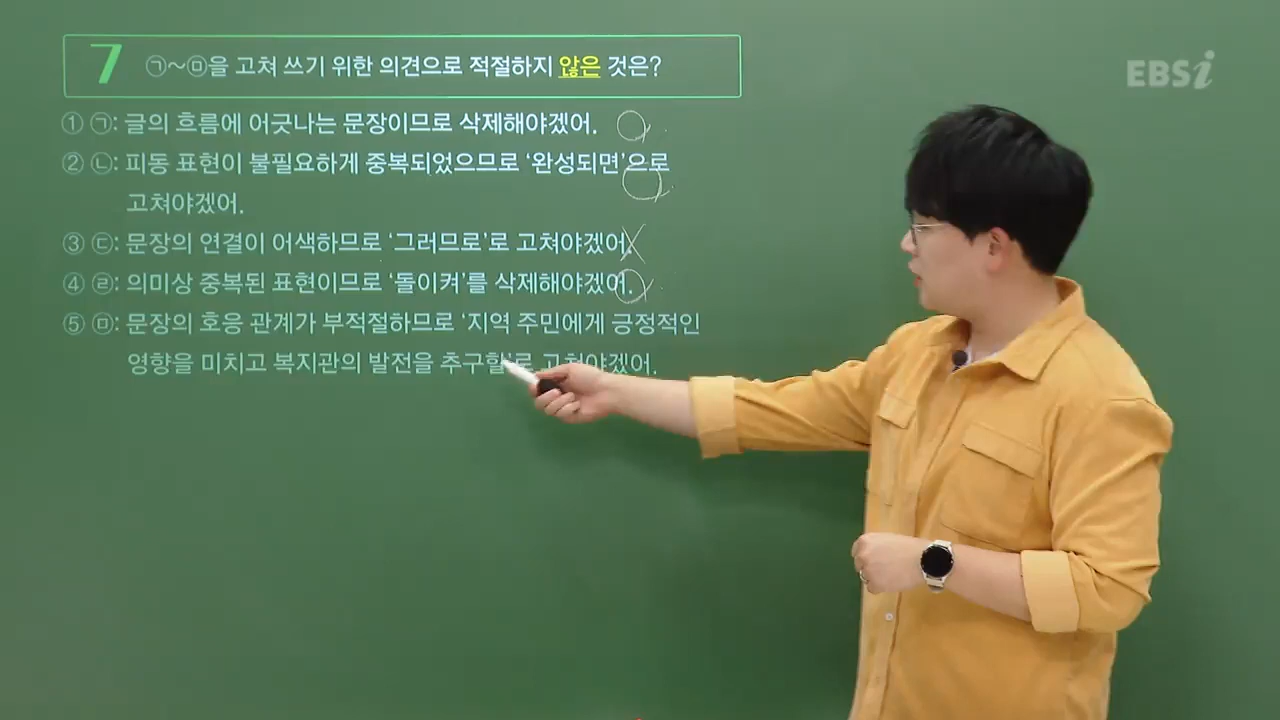 7 ㉠~㉤을 고쳐 쓰기 위한 의견으로 적절하지 않은 것은?
EBSi
① ㉠: 글의 흐름에 어긋나는 문장이므로 삭제해야겠어.
② ㉡: 피동 표현이 불필요하게 중복되었으므로 ‘완성되면’으로
고쳐야겠어.
③ ㉢: 문장의 연결이 어색하므로 ‘그러므로’로 고쳐야겠어.
④ ㉣: 의미상 중복된 표현이므로 ‘돌이켜’를 삭제해야겠어.
⑤ ㉤: 문장의 호응 관계가 부적절하므로 ‘지역 주민에게 긍정적인
영향을 미치고 복지관의 발전을 추구할’로 고쳐야겠어.